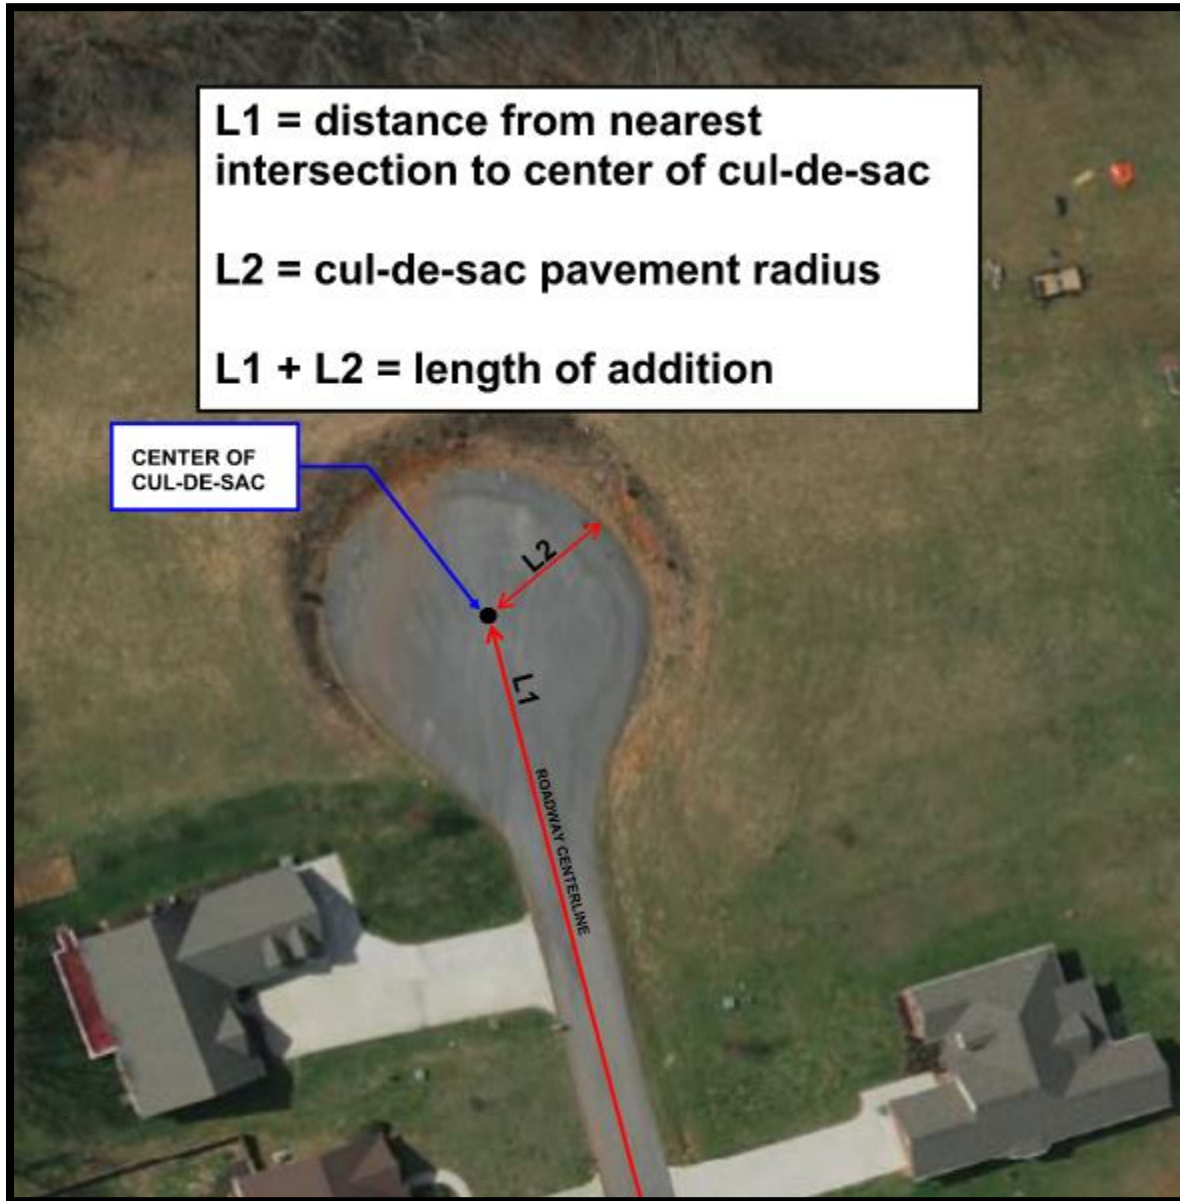 L1 = distance from nearest
intersection to center of cul-de-sac
L2 = cul-de-sac pavement radius
L1 + L2 = length of addition
CENTER OF
CUL-DE-SAC
L2
L1
ROADWAY CENTERLINE